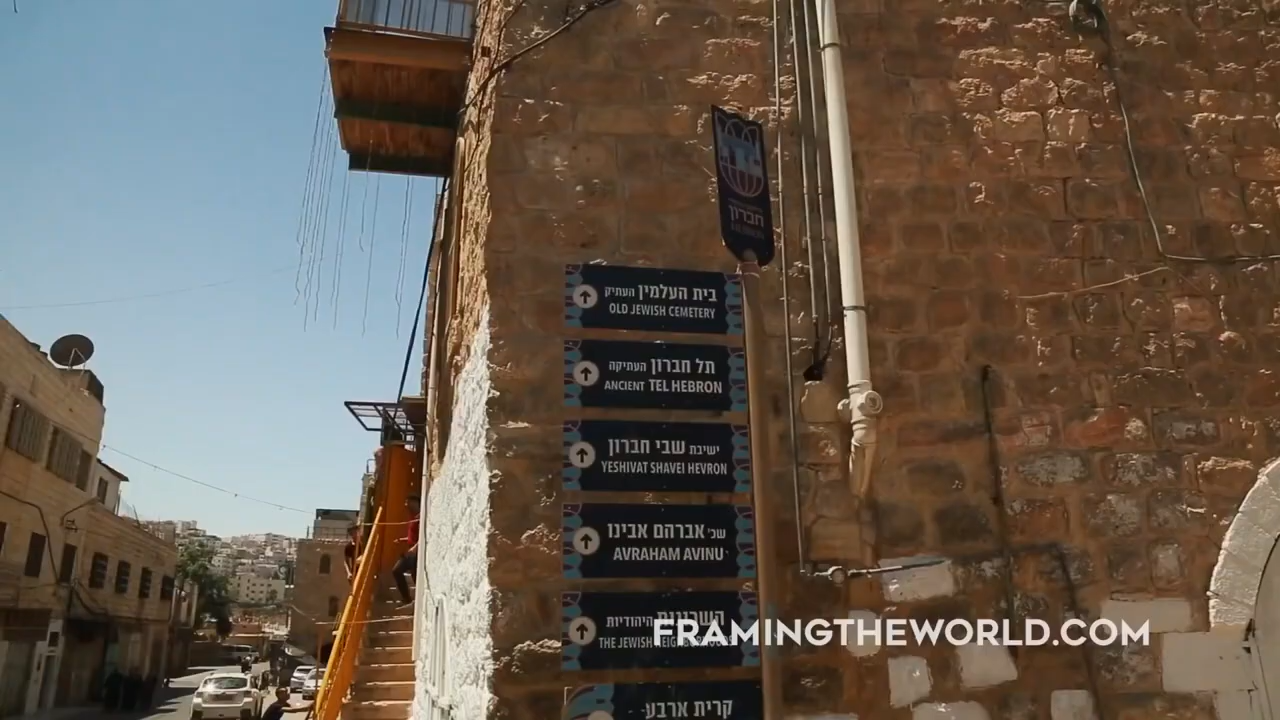 חברון
בית העלמין העתיק
OLD JEWISH CEMETERY
תל חברון העתיקה
ANCIENT TEL HEBRON
ישיבת שבי חברון
YESHIVAT SHAVEI HEVRON
שכ' אברהם אבינו
AVRAHAM AVINU
השכונות היהודיות
THE JEWISH NEIGHBORHOODS
FRAMINGTHEWORLD.COM
קרית ארבע-